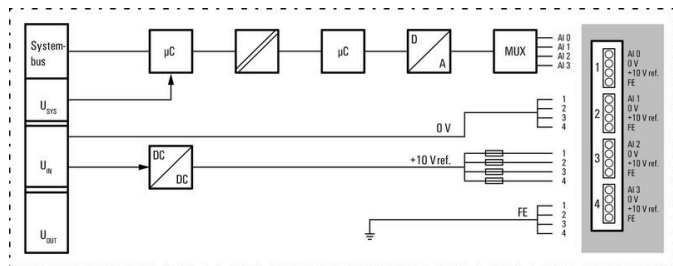 System-
bus
µC
µC
D
A
MUX
AI 0
AI 1
AI 2
AI 3
USYS
0 V
1
2
3
4
UIN
DC
DC
+10 V ref.
1
2
3
4
FE
1
2
3
4
UOUT
1
AI 0
0 V
+10 V ref.
FE
2
AI 1
0 V
+10 V ref.
FE
3
AI 2
0 V
+10 V ref.
FE
4
AI 3
0 V
+10 V ref.
FE